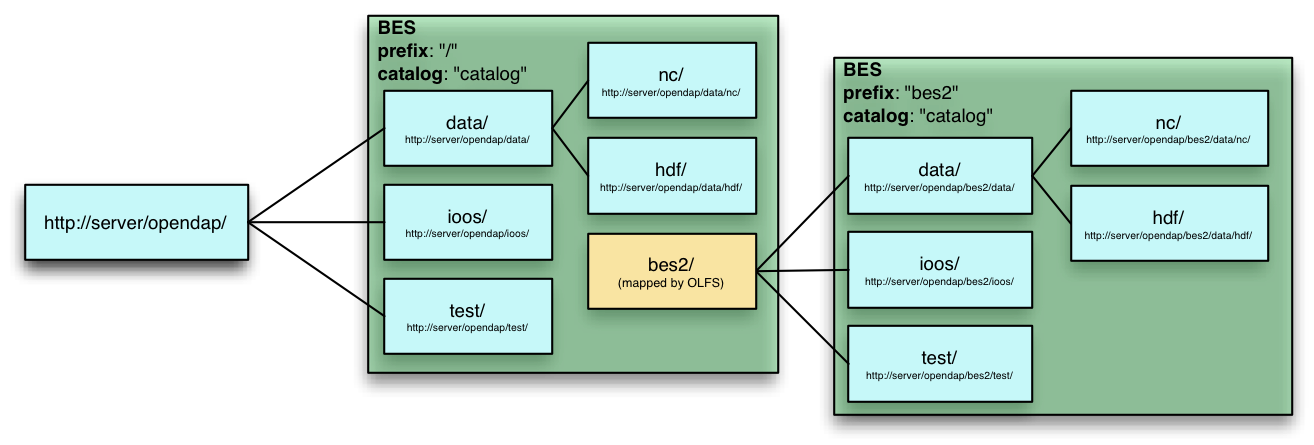 http://server/opendap/
BES
prefix: "/"
catalog: "catalog"
data/
http://server/opendap/data/
ioos/
http://server/opendap/ioos/
test/
http://server/opendap/test/
nc/
http://server/opendap/data/nc/
hdf/
http://server/opendap/data/hdf/
bes2/
(mapped by OLFS)
BES
prefix: "bes2"
catalog: "catalog"
data/
http://server/opendap/bes2/data/
ioos/
http://server/opendap/bes2/ioos/
test/
http://server/opendap/bes2/test/
nc/
http://server/opendap/bes2/data/nc/
hdf/
http://server/opendap/bes2/data/hdf/